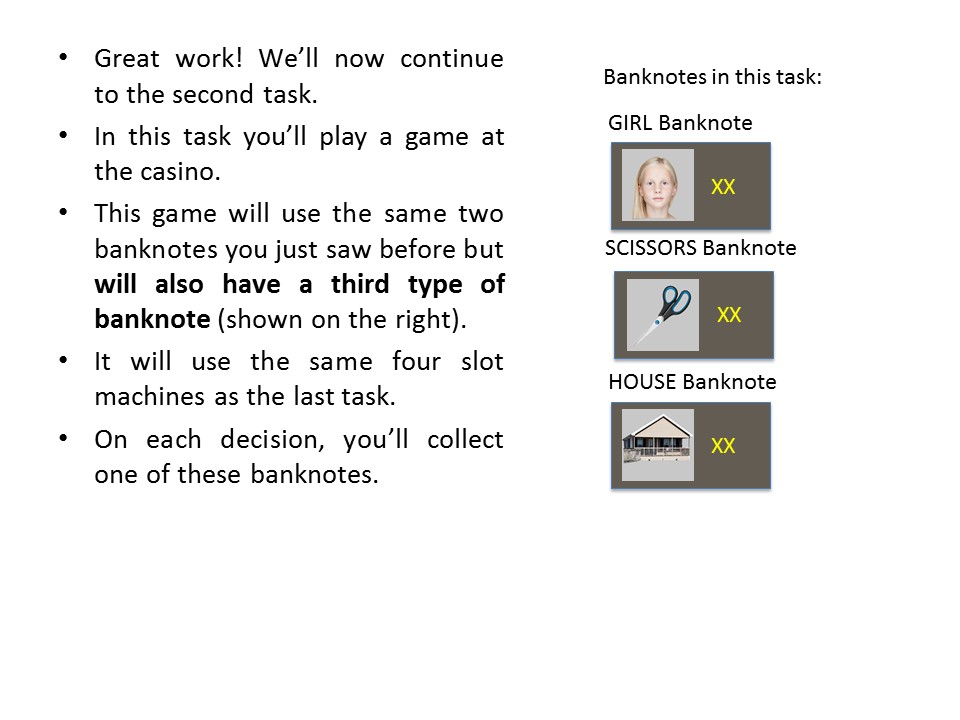 • Great work! We’ll now continue
to the second task.
• In this task you’ll play a game at
the casino.
• This game will use the same two
banknotes you just saw before but
will also have a third type of
banknote (shown on the right).
• It will use the same four slot
machines as the last task.
• On each decision, you’ll collect
one of these banknotes.
Banknotes in this task:
GIRL Banknote
XX
SCISSORS Banknote
XX
HOUSE Banknote
XX